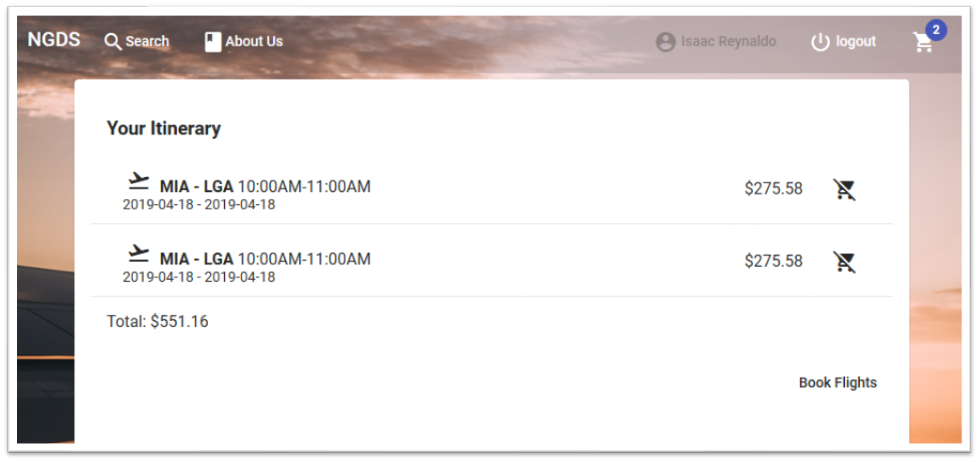 NGDS Search About Us Isaac Reynaldo logout 2
Your Itinerary
MIA - LGA 10:00AM-11:00AM $275.58
2019-04-18 - 2019-04-18
MIA - LGA 10:00AM-11:00AM $275.58
2019-04-18 - 2019-04-18
Total: $551.16
Book Flights